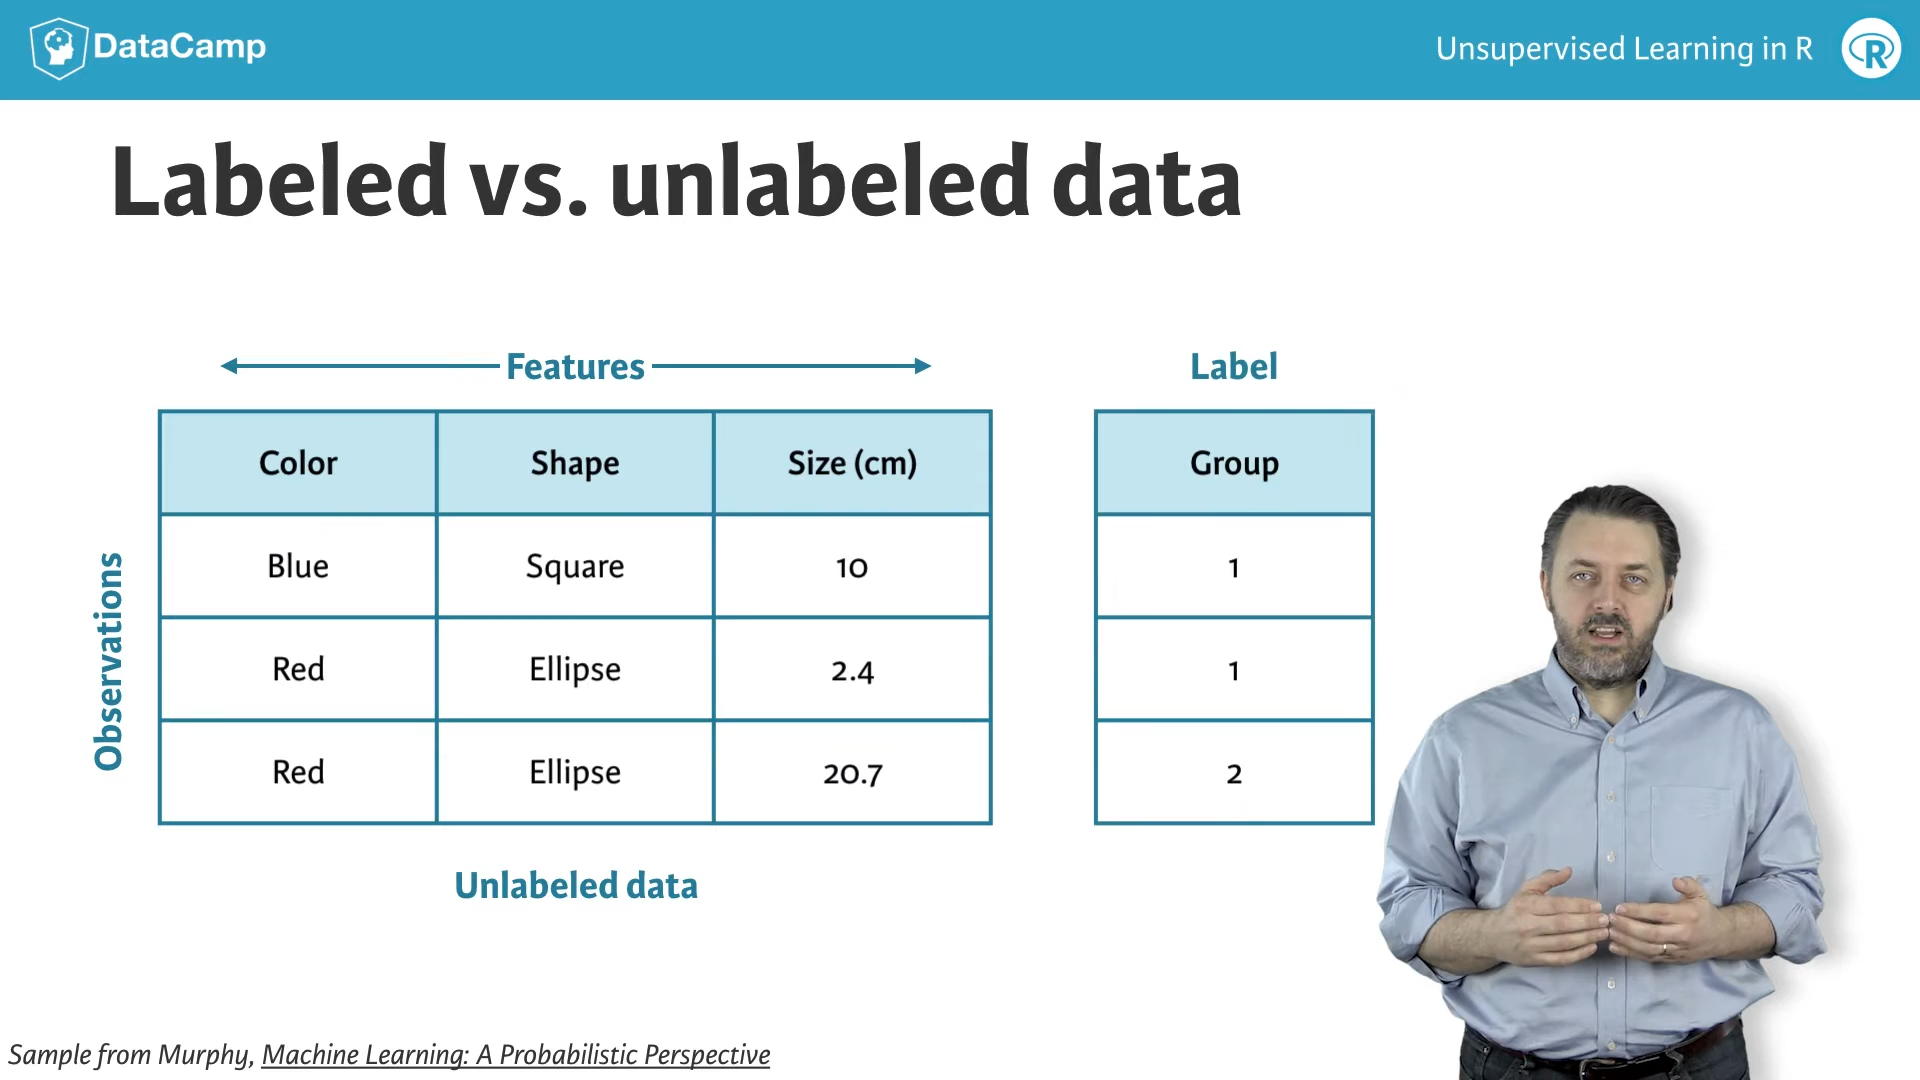 DataCamp
Unsupervised Learning in R
R
Labeled vs. unlabeled data
Features
Label
Color Shape Size (cm) Group
Blue Square 10 1
Red Ellipse 2.4 1
Red Ellipse 20.7 2
Observations
Unlabeled data
Sample from Murphy, Machine Learning: A Probabilistic Perspective